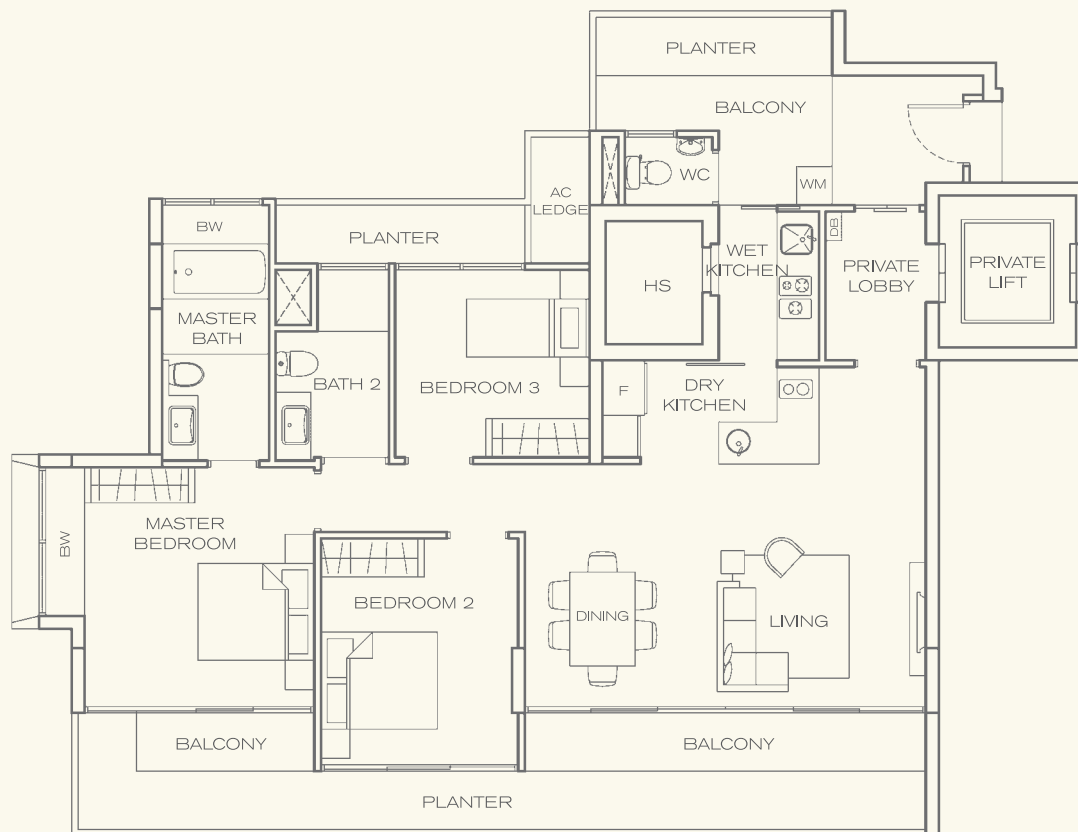 PLANTER
BALCONY
WC
WM
AC
LEDGE
BW
PLANTER
DB
WET
KITCHEN
PRIVATE
LOBBY
PRIVATE
LIFT
HS
MASTER
BATH
BATH 2
BEDROOM 3
F
DRY
KITCHEN
BW
MASTER
BEDROOM
BEDROOM 2
DINING
LIVING
BALCONY
BALCONY
PLANTER